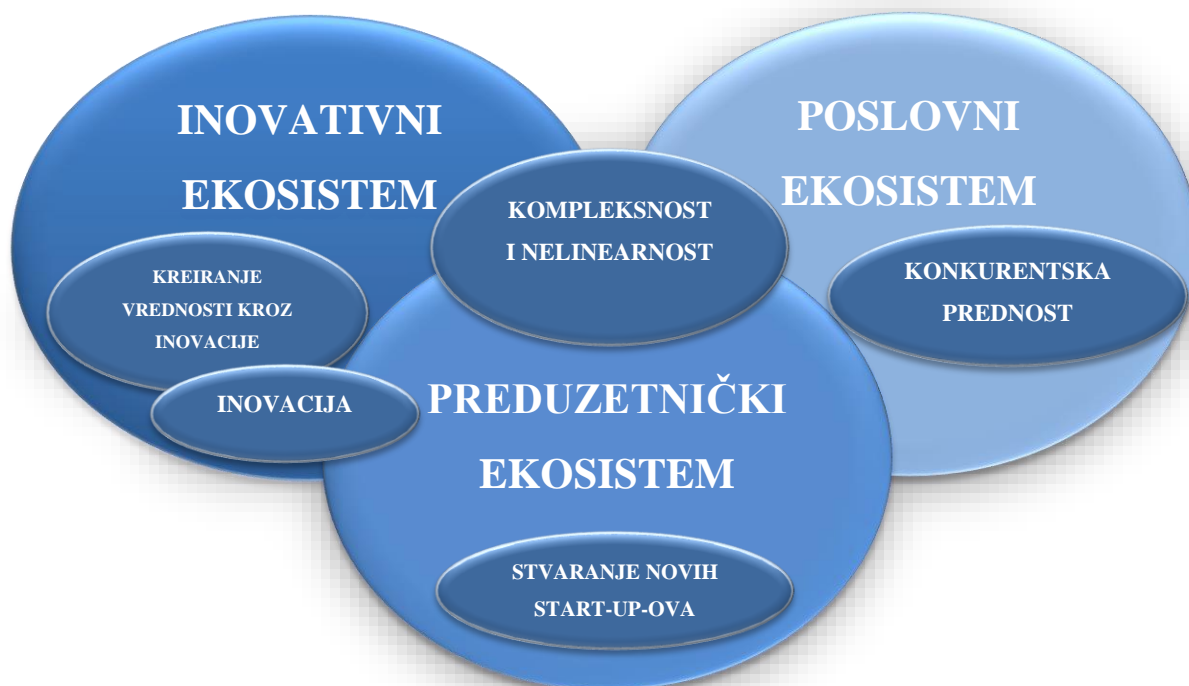 INOVATIVNI
EKOSISTEM
POSLOVNI
EKOSISTEM
KOMPLEKSNOST
I NELINEARNOST
KREIRANJE
VREDNOSTI KROZ
INOVACIJE
KONKURENTSKA
PREDNOST
INOVACIJA
PREDUZETNIČKI
EKOSISTEM
STVARANJE NOVIH
START-UP-OVA